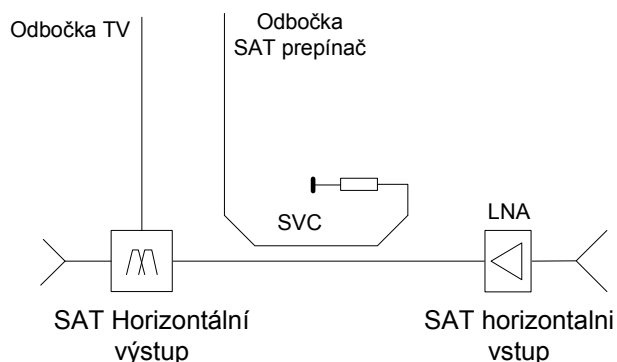 Odbočka TV
Odbočka
SAT prepínač
SVC
LNA
SAT Horizontální
výstup
SAT horizontalni
vstup